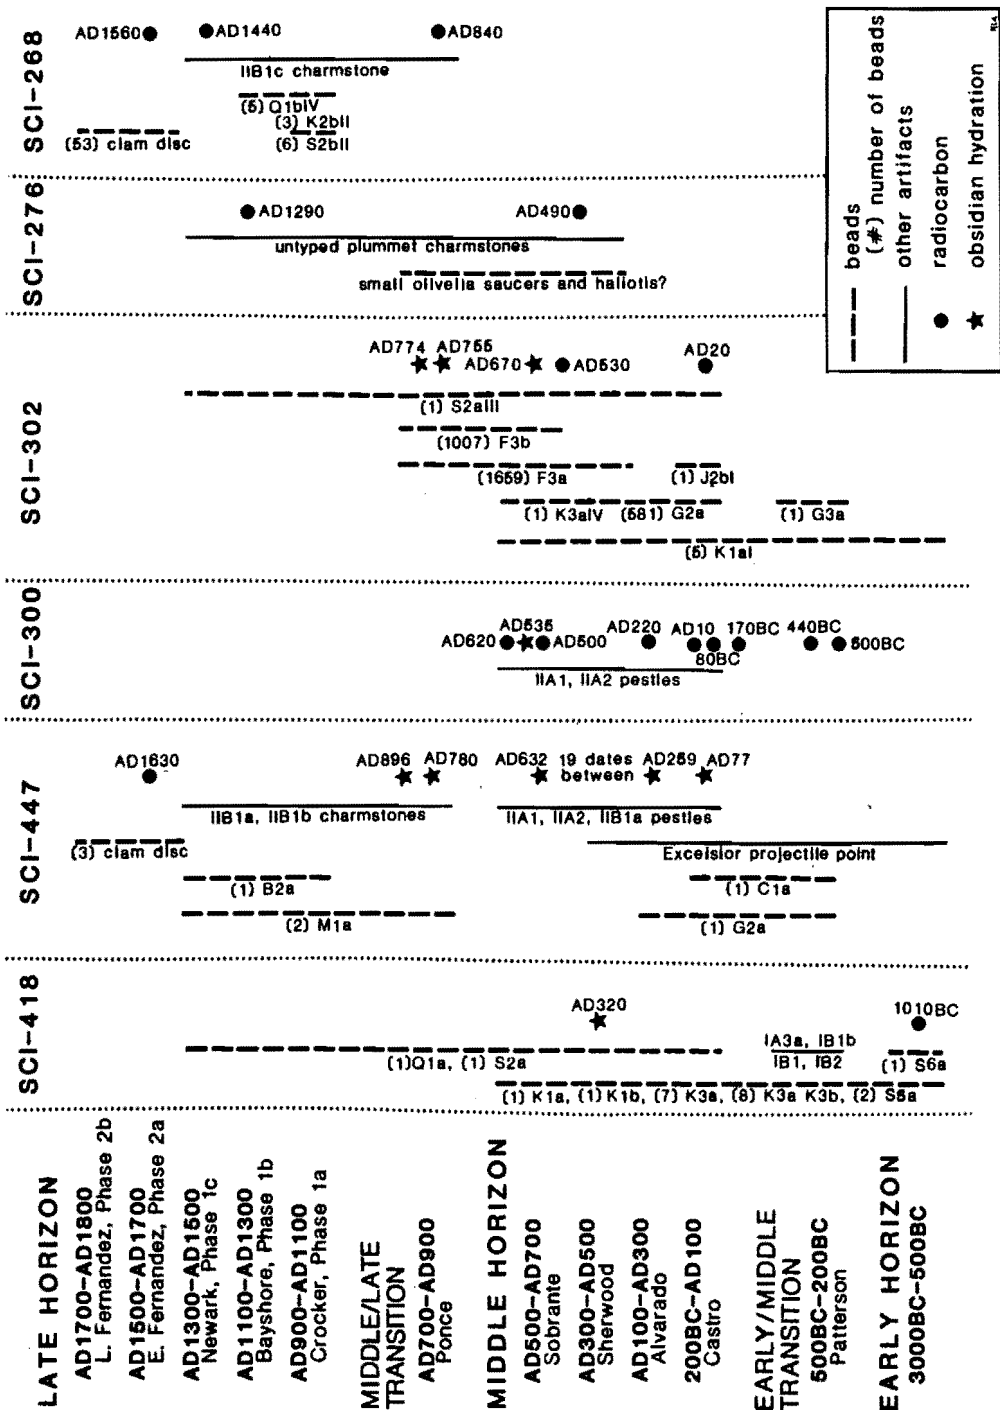 SCI-268
AD1560
AD1440
AD840
IIB1c charmstone
(5) Q1bIV
(3) K2bII
(53) clam disc
(6) S2bII
SCI-276
AD1290
AD490
untyped plummet charmstones
small olivella saucers and haliotis?
SCI-302
AD774
AD755
AD670
AD530
AD20
(1) S2aIII
(1007) F3b
(1659) F3a
(1) J2bI
(1) K3aIV
(581) G2a
(1) G3a
(5) K1aI
SCI-300
AD620
AD535
AD500
AD220
AD10
80BC
170BC
440BC
500BC
IIA1, IIA2 pestles
SCI-447
AD1630
AD896
AD780
AD632
19 dates
between
AD259
AD77
IIB1a, IIB1b charmstones
IIA1, IIA2, IIB1a pestles
(3) clam disc
Excelsior projectile point
(1) B2a
(1) C1a
(2) M1a
(1) G2a
SCI-418
AD320
1010BC
(1)Q1a, (1) S2a
IA3a, IB1b
IB1, IB2
(1) S6a
(1) K1a, (1) K1b, (7) K3a, (8) K3a K3b, (2) S5a
LATE HORIZON
AD1700-AD1800
L. Fernandez, Phase 2b
AD1500-AD1700
E. Fernandez, Phase 2a
AD1300-AD1500
Newark, Phase 1c
AD1100-AD1300
Bayshore, Phase 1b
AD900-AD1100
Crocker, Phase 1a
MIDDLE/LATE
TRANSITION
AD700-AD900
Ponce
MIDDLE HORIZON
AD500-AD700
Sobrante
AD300-AD500
Sherwood
AD100-AD300
Alvarado
200BC-AD100
Castro
EARLY/MIDDLE
TRANSITION
500BC-200BC
Patterson
EARLY HORIZON
3000BC-500BC
beads
(#) number of beads
other artifacts
radiocarbon
obsidian hydration